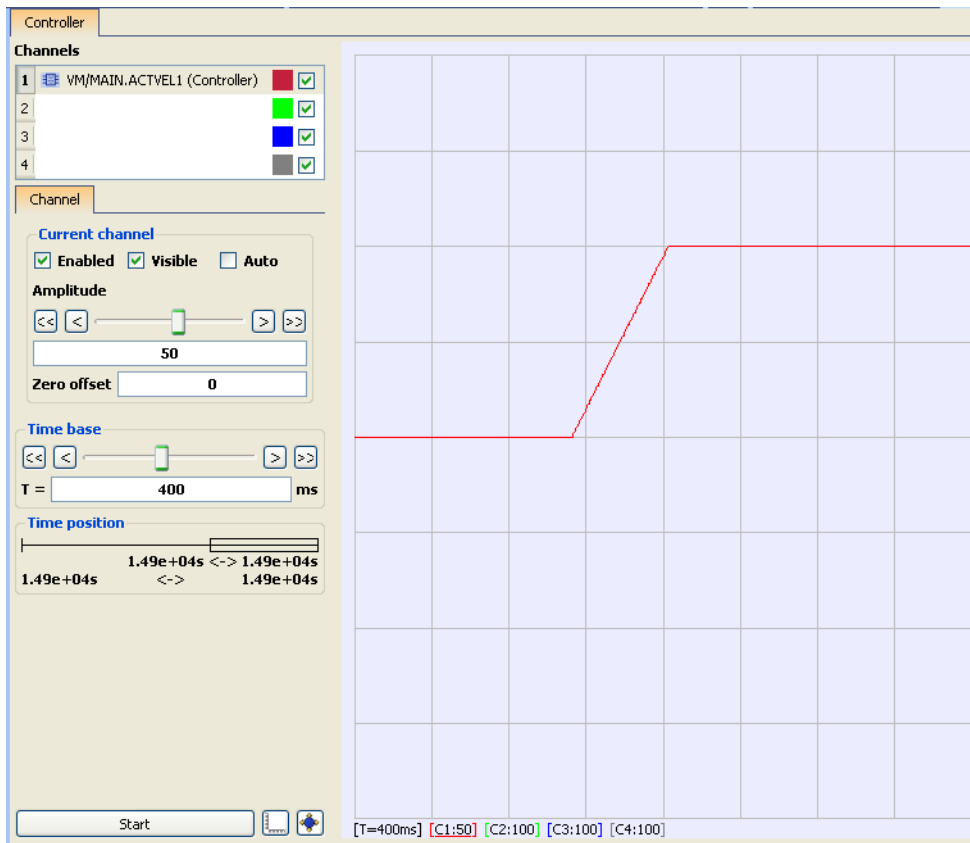 Controller
Channels
1 VM/MAIN.ACTVEL1 (Controller)
2
3
4
Channel
Current channel
Enabled Visible Auto
Amplitude
<< < > >>
50
Zero offset 0
Time base
<< < > >>
T = 400 ms
Time position
1.49e+04s <-> 1.49e+04s
1.49e+04s <-> 1.49e+04s
Start
[T=400ms] [C1:50] [C2:100] [C3:100] [C4:100]